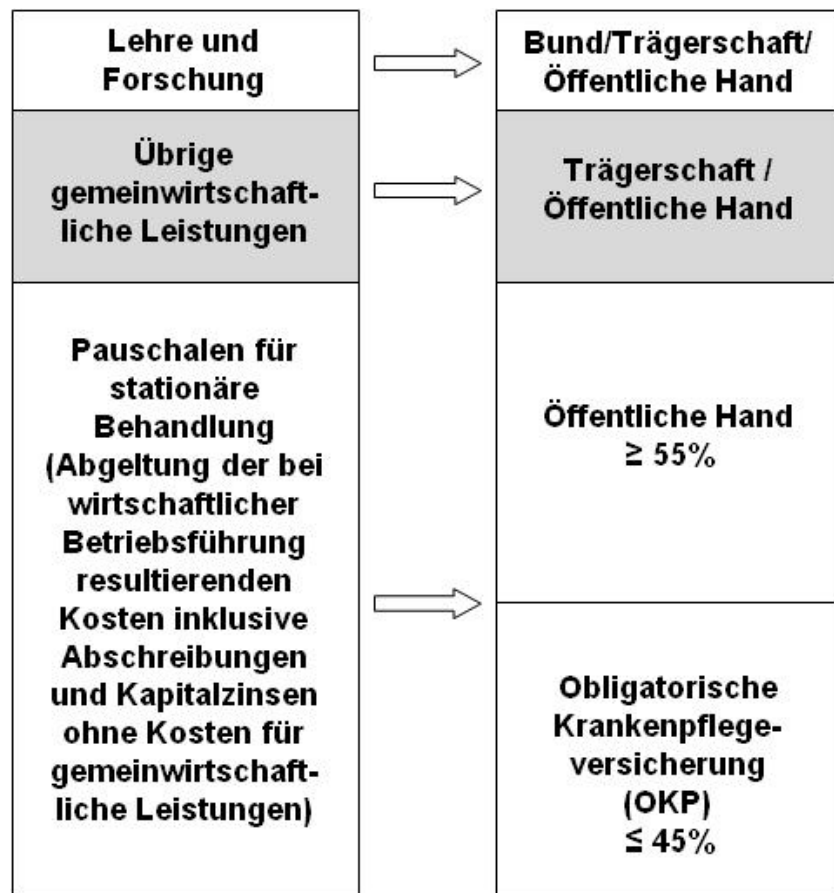 Lehre und
Forschung
Bund/Trägerschaft/
Öffentliche Hand
Übrige
gemeinwirtschaft-
liche Leistungen
Trägerschaft /
Öffentliche Hand
Pauschalen für
stationäre
Behandlung
(Abgeltung der bei
wirtschaftlicher
Betriebsführung
resultierenden
Kosten inklusive
Abschreibungen
und Kapitalzinsen
ohne Kosten für
gemeinwirtschaft-
liche Leistungen)
Öffentliche Hand
≥ 55%
Obligatorische
Krankenpflege-
versicherung
(OKP)
≤ 45%